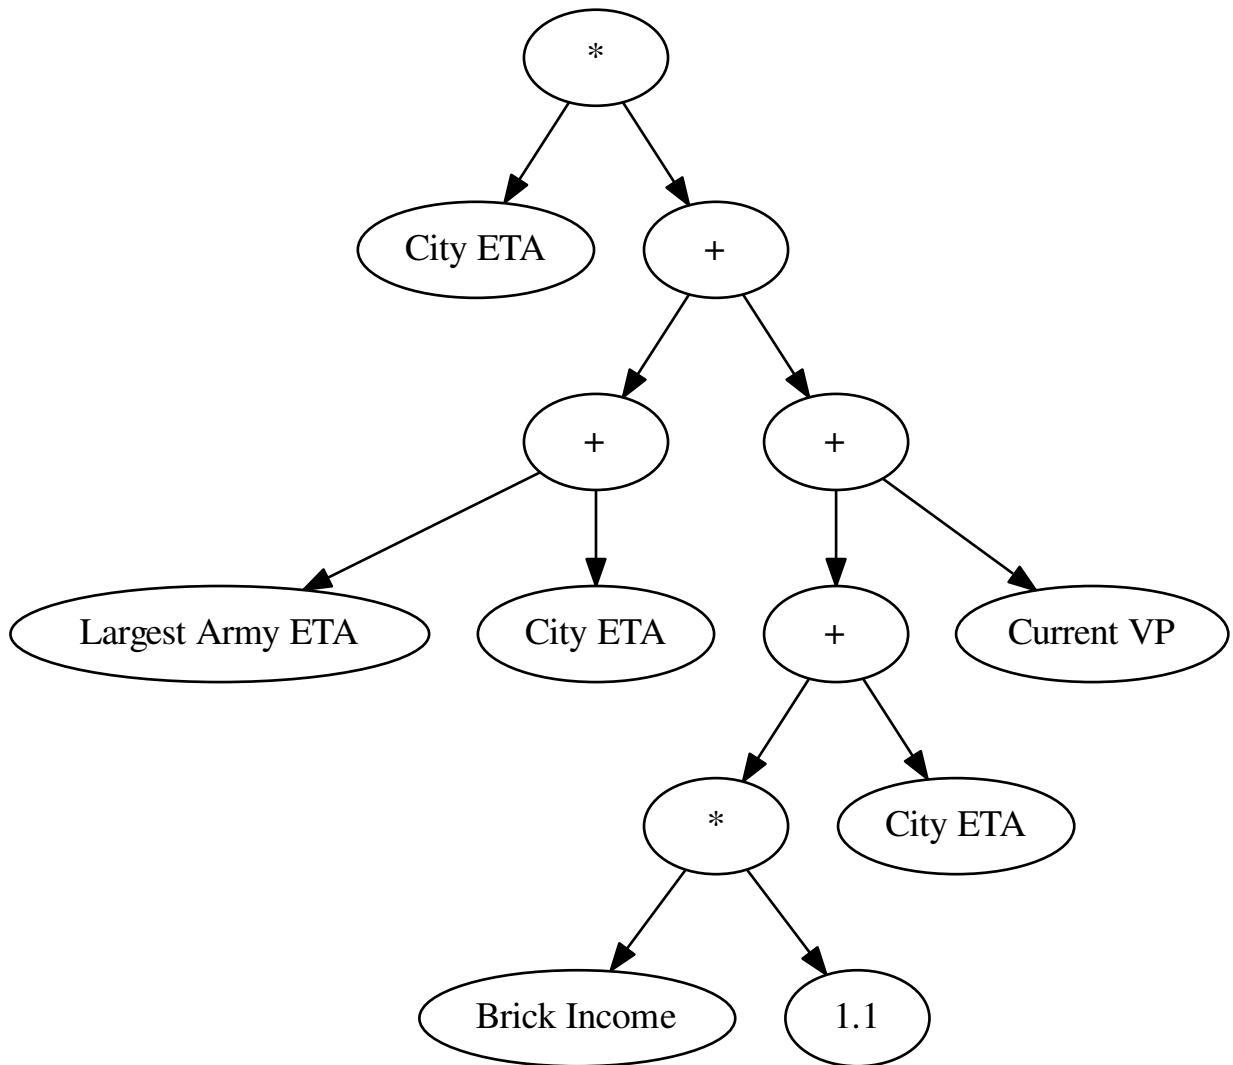 *
City ETA
+
+
+
Largest Army ETA
City ETA
+
Current VP
*
City ETA
Brick Income
1.1